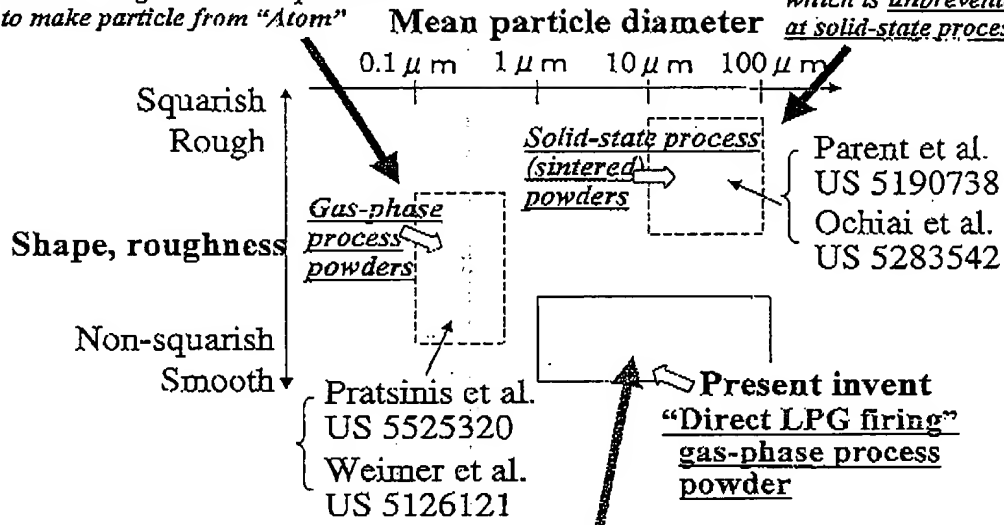 to make particle from “Atom”
Mean particle diameter
at solid-state proces
0.1 μ m 1 μ m 10 μ m 100 μ m
Squarish
Rough
Shape, roughness
Non-squarish
Smooth
Gas-phase
process
powders
Solid-state process
(sintered)
powders
Parent et al.
US 5190738
Ochiai et al.
US 5283542
Pratsinis et al.
US 5525320
Weimer et al.
US 5126121
Present invent
“Direct LPG firing”
gas-phase process
powder